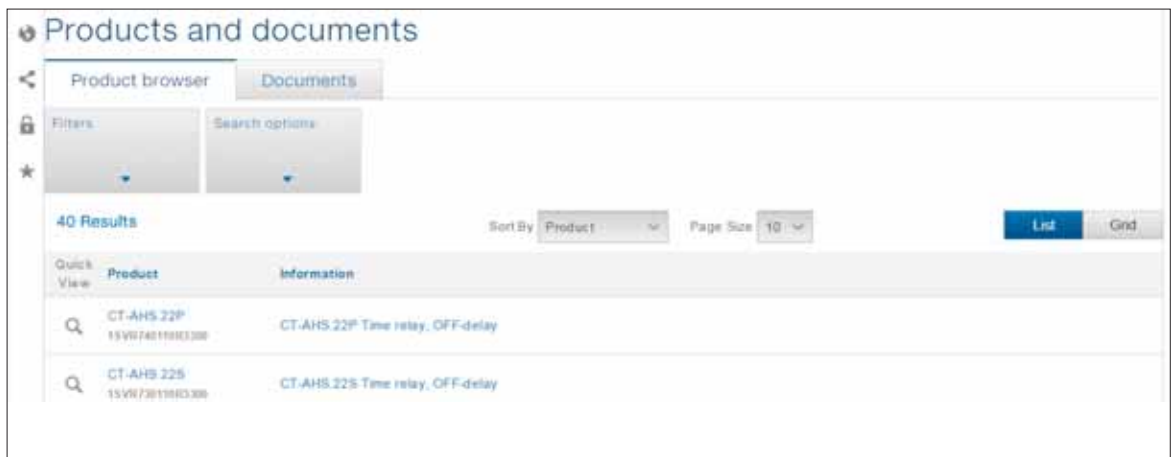 Products and documents
Product browser Documents
Filters Search options
40 Results Sort By Product Page Size 10 List Grid
Quick View Product Information
CT-AHS.22P CT-AHS.22P Time relay, OFF-delay
CT-AHS.22S CT-AHS.22S Time relay, OFF-delay